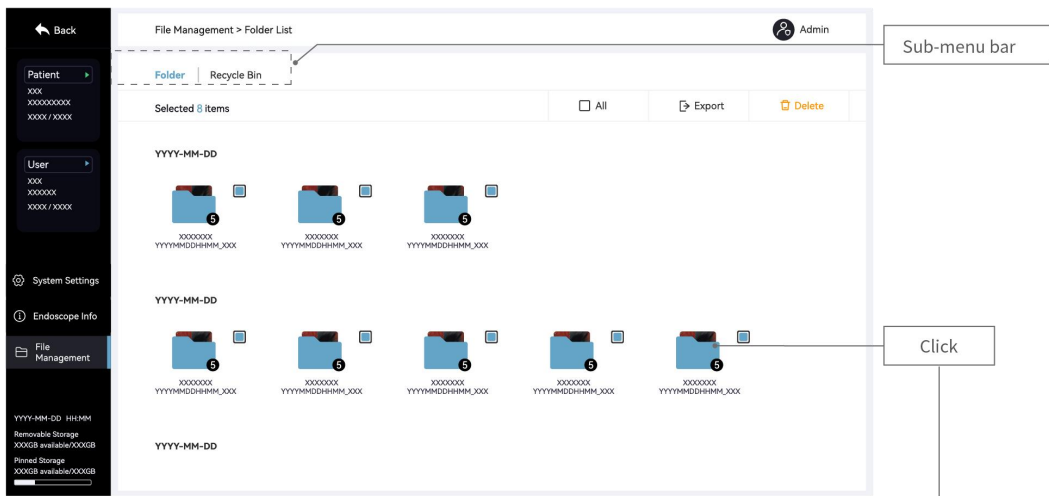 Back
File Management > Folder List
Admin
Sub-menu bar
Folder | Recycle Bin
Selected 8 items
All
Export
Delete
Patient
XXX
XXXXXXXXX
XXXX / XXXX
User
XXX
XXXXXX
XXXX / XXXX
System Settings
Endoscope Info
File
Management
YYYY-MM-DD HH:MM
Removable Storage
XXXGB available/XXXGB
Pinned Storage
XXXGB available/XXXGB
YYYY-MM-DD
5 5 5
XXXXXXX XXXXXXX XXXXXXX
YYYYMMDDHHMM_XXX YYYYMMDDHHMM_XXX YYYYMMDDHHMM_XXX
YYYY-MM-DD
5 5 5 5 5
XXXXXXX XXXXXXX XXXXXXX XXXXXXX XXXXXXX
YYYYMMDDHHMM_XXX YYYYMMDDHHMM_XXX YYYYMMDDHHMM_XXX YYYYMMDDHHMM_XXX YYYYMMDDHHMM_XXX
Click
YYYY-MM-DD